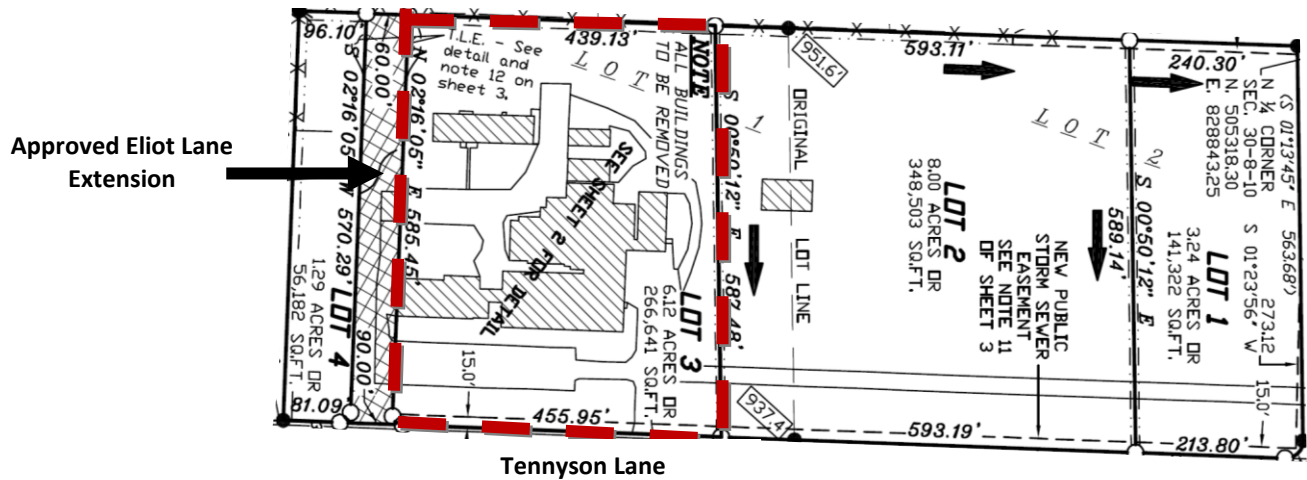 Approved Eliot Lane
Extension
96.10'
60.00'
S 02°16'05" W 570.29'
90.00'
LOT 4
1.29 ACRES OR
56,182 SQ.FT.
81.09'
N 02°16'05" E 585.45'
T.L.E. - See
detail and
note 12 on
sheet 3.
439.13'
LOT 1
NOTE
ALL BUILDINGS
TO BE REMOVED
SEE SHEET 2 FOR DETAIL
LOT 3
6.12 ACRES OR
266,641 SQ.FT.
15.0'
455.95'
S 00°50'12" E 587.48'
951.6'
ORIGINAL LOT LINE
937.4'
593.11'
LOT 2
LOT 2
8.00 ACRES OR
348,503 SQ.FT.
NEW PUBLIC
STORM SEWER
EASEMENT
SEE NOTE 11
OF SHEET 3
593.19'
S 00°50'12" E
589.14'
240.30'
(S 01°13'45" E 563.68')
N ¼ CORNER
SEC. 30-8-10
N. 505318.30
E. 828843.25
S 01°23'56" W
273.12
LOT 1
3.24 ACRES OR
141,322 SQ.FT.
15.0'
213.80'
Tennyson Lane